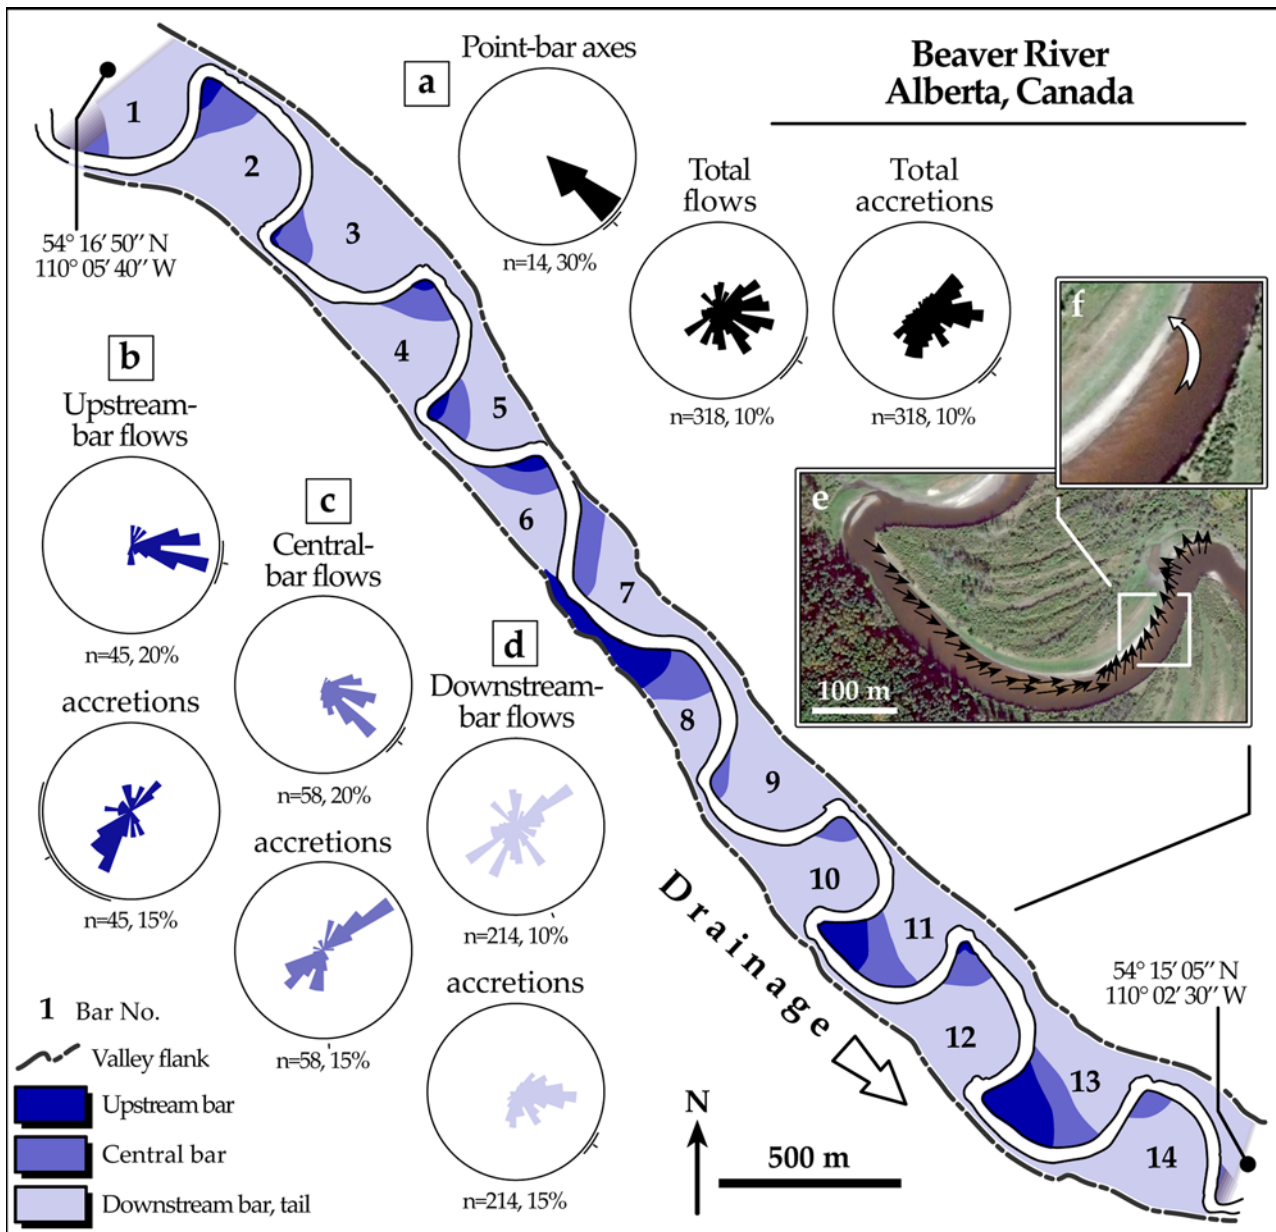 Beaver River
Alberta, Canada
a
Point-bar axes
n=14, 30%
Total
flows
n=318, 10%
Total
accretions
n=318, 10%
54° 16′ 50″ N
110° 05′ 40″ W
b
Upstream-
bar flows
n=45, 20%
accretions
n=45, 15%
c
Central-
bar flows
n=58, 20%
accretions
n=58, 15%
d
Downstream-
bar flows
n=214, 10%
accretions
n=214, 15%
e
100 m
f
1
2
3
4
5
6
7
8
9
10
11
12
13
14
Drainage
54° 15′ 05″ N
110° 02′ 30″ W
N
500 m
1 Bar No.
Valley flank
Upstream bar
Central bar
Downstream bar, tail